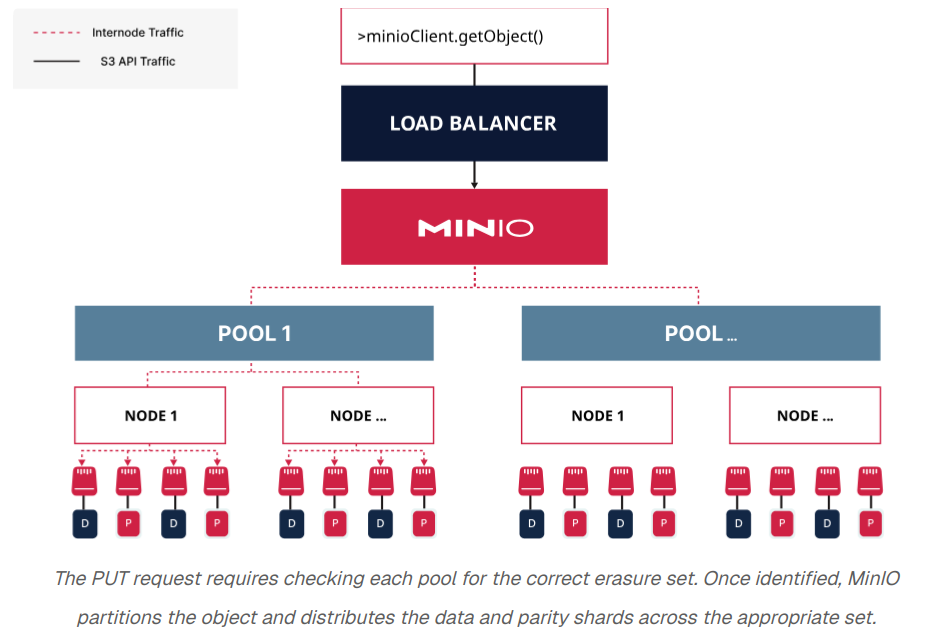 Internode Traffic
S3 API Traffic
>minioClient.getObject()
LOAD BALANCER
MINIO
POOL 1
POOL ...
NODE 1
NODE ...
NODE 1
NODE ...
D P D P D P D P D P D P D P D P
The PUT request requires checking each pool for the correct erasure set. Once identified, MinIO
partitions the object and distributes the data and parity shards across the appropriate set.